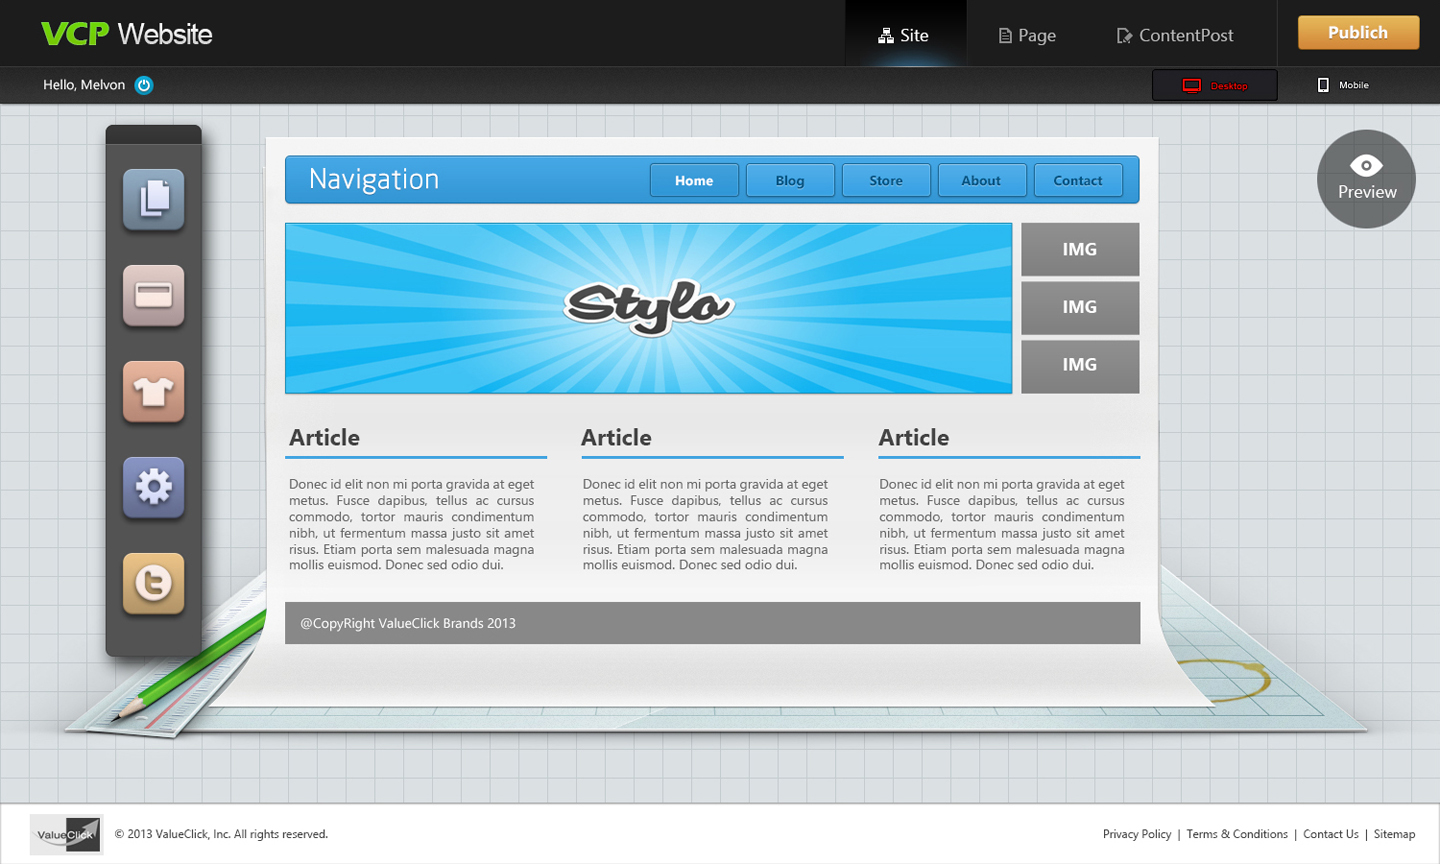 VCP Website
Site
Page
ContentPost
Publich
Hello, Melvon
Desktop
Mobile
Preview
Navigation
Home
Blog
Store
About
Contact
Stylo
IMG
IMG
IMG
Article
Donec id elit non mi porta gravida at eget
metus. Fusce dapibus, tellus ac cursus
commodo, tortor mauris condimentum
nibh, ut fermentum massa justo sit amet
risus. Etiam porta sem malesuada magna
mollis euismod. Donec sed odio dui.
Article
Donec id elit non mi porta gravida at eget
metus. Fusce dapibus, tellus ac cursus
commodo, tortor mauris condimentum
nibh, ut fermentum massa justo sit amet
risus. Etiam porta sem malesuada magna
mollis euismod. Donec sed odio dui.
Article
Donec id elit non mi porta gravida at eget
metus. Fusce dapibus, tellus ac cursus
commodo, tortor mauris condimentum
nibh, ut fermentum massa justo sit amet
risus. Etiam porta sem malesuada magna
mollis euismod. Donec sed odio dui.
@CopyRight ValueClick Brands 2013
ValueClick
© 2013 ValueClick, Inc. All rights reserved.
Privacy Policy | Terms & Conditions | Contact Us | Sitemap